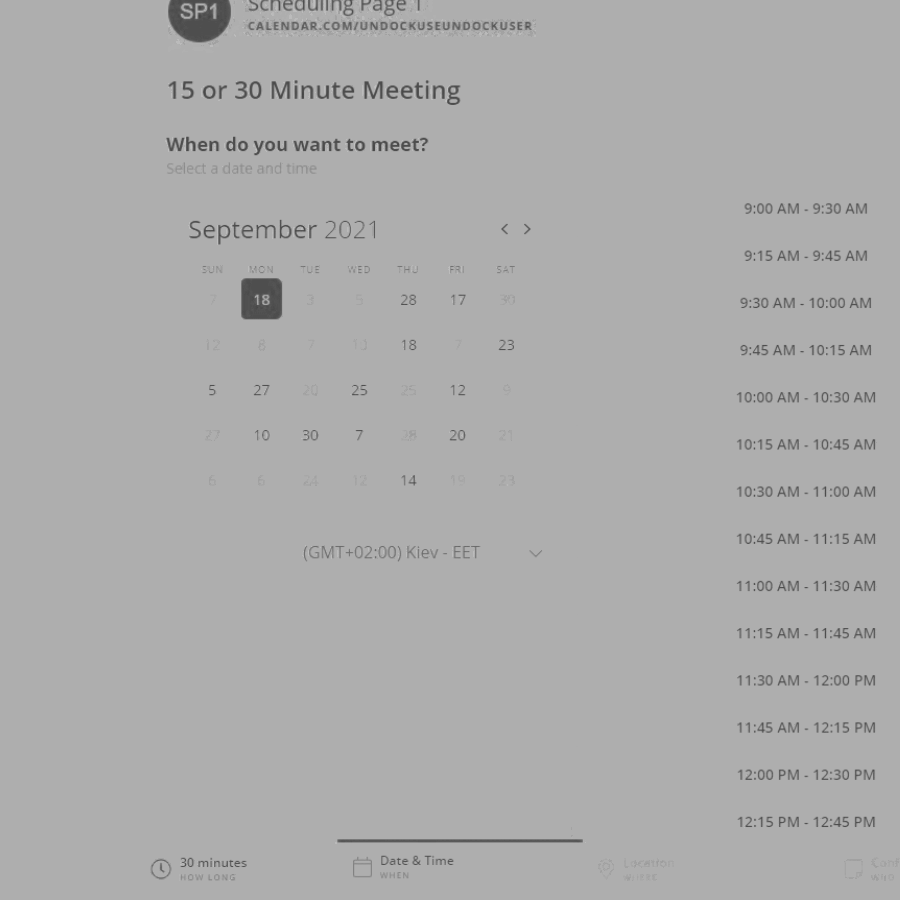 SP1
Scheduling Page 1
CALENDAR.COM/UNDOCKUSEUNDOCKUSER
15 or 30 Minute Meeting
When do you want to meet?
Select a date and time
September 2021
SUN MON TUE WED THU FRI SAT
7 18 3 5 28 17
12 8 7 18 7 23
5 27 20 25 25 12 9
27 10 30 7 20 21
6 6 24 12 14 19 23
(GMT+02:00) Kiev - EET
9:00 AM - 9:30 AM
9:15 AM - 9:45 AM
9:30 AM - 10:00 AM
9:45 AM - 10:15 AM
10:00 AM - 10:30 AM
10:15 AM - 10:45 AM
10:30 AM - 11:00 AM
10:45 AM - 11:15 AM
11:00 AM - 11:30 AM
11:15 AM - 11:45 AM
11:30 AM - 12:00 PM
11:45 AM - 12:15 PM
12:00 PM - 12:30 PM
12:15 PM - 12:45 PM
30 minutes
HOW LONG
Date & Time
WHEN
Location